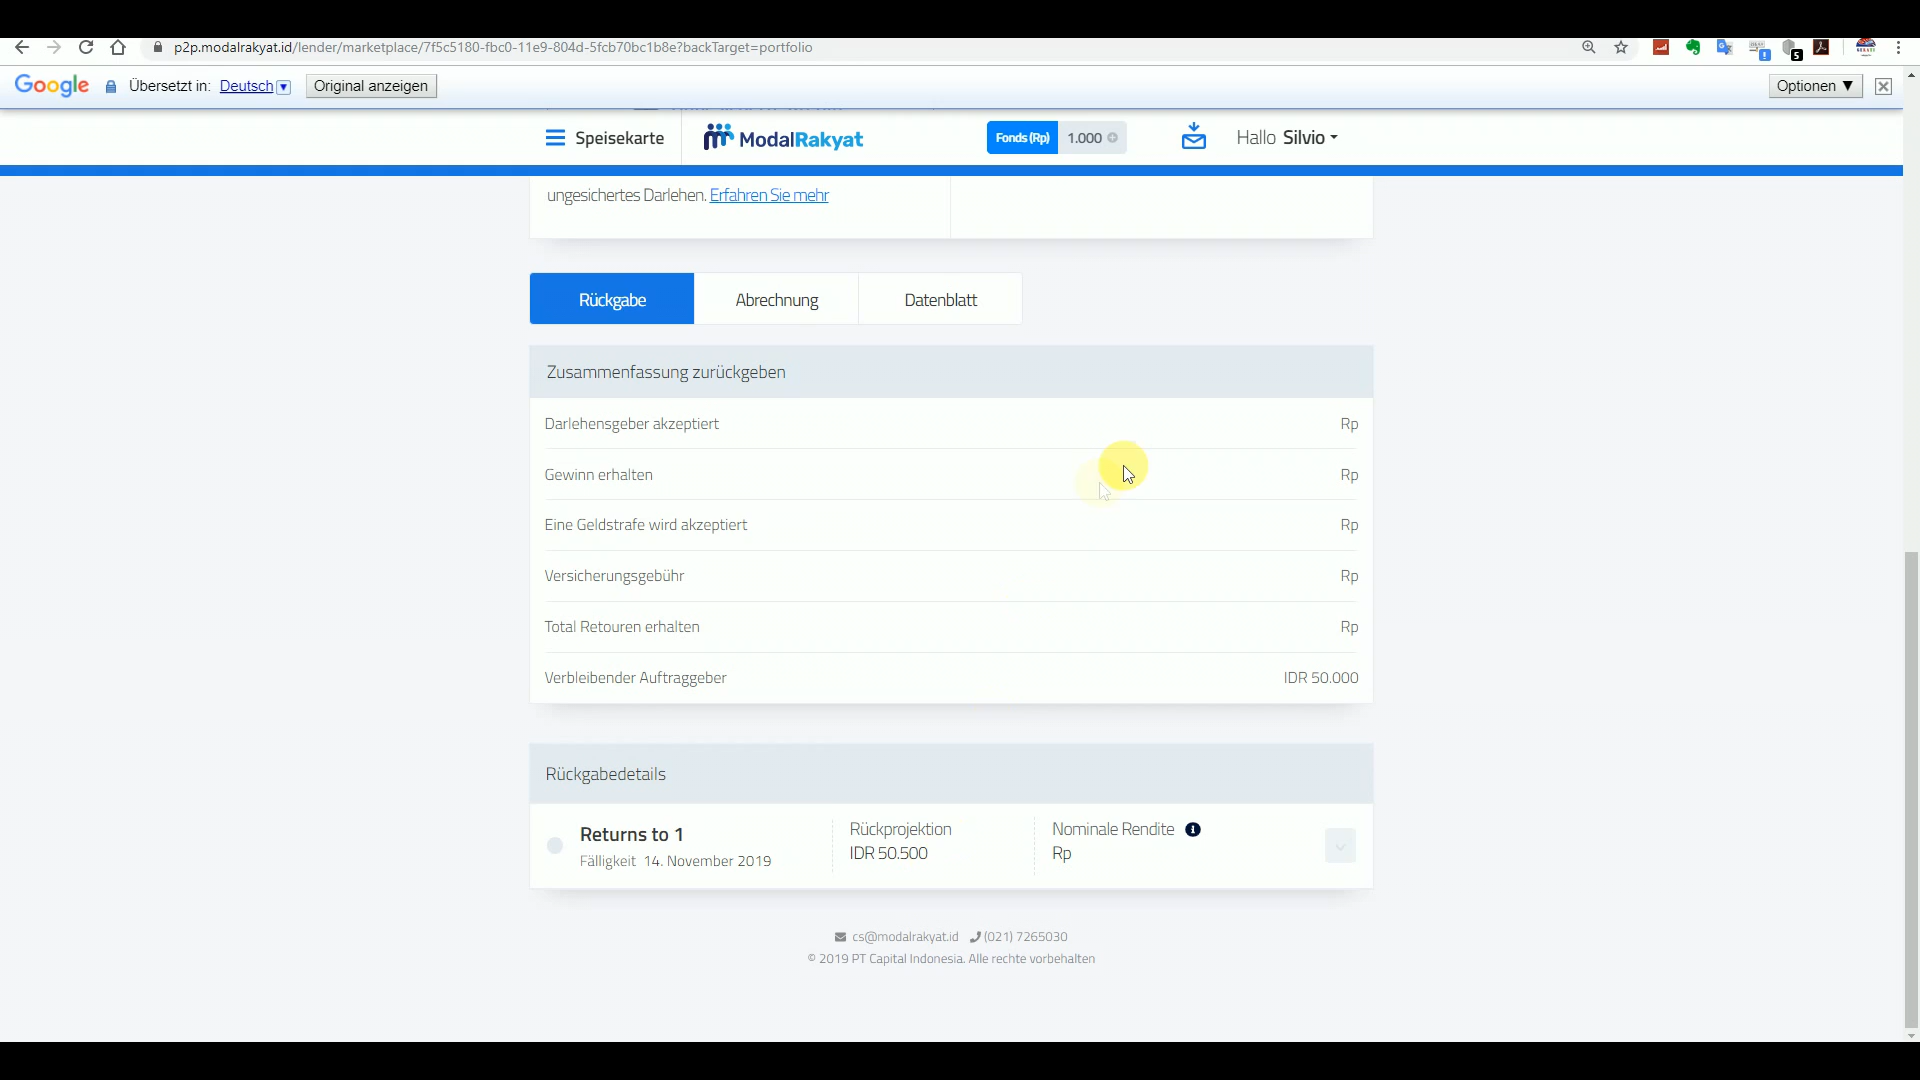 p2p.modalrakyat.id/lender/marketplace/7f5c5180-fbc0-11e9-804d-5fcb70bc1b8e?backTarget=portfolio
Google Übersetzt in: Deutsch Original anzeigen Optionen ▼
Speisekarte ModalRakyat Fonds (Rp) 1.000 Hallo Silvio
ungesichertes Darlehen. Erfahren Sie mehr
Rückgabe Abrechnung Datenblatt
Zusammenfassung zurückgeben
Darlehensgeber akzeptiert Rp
Gewinn erhalten Rp
Eine Geldstrafe wird akzeptiert Rp
Versicherungsgebühr Rp
Total Retouren erhalten Rp
Verbleibender Auftraggeber IDR 50.000
Rückgabedetails
Returns to 1 Rückprojektion Nominale Rendite
Fälligkeit 14. November 2019 IDR 50.500 Rp
cs@modalrakyat.id (021) 7265030
© 2019 PT Capital Indonesia. Alle rechte vorbehalten